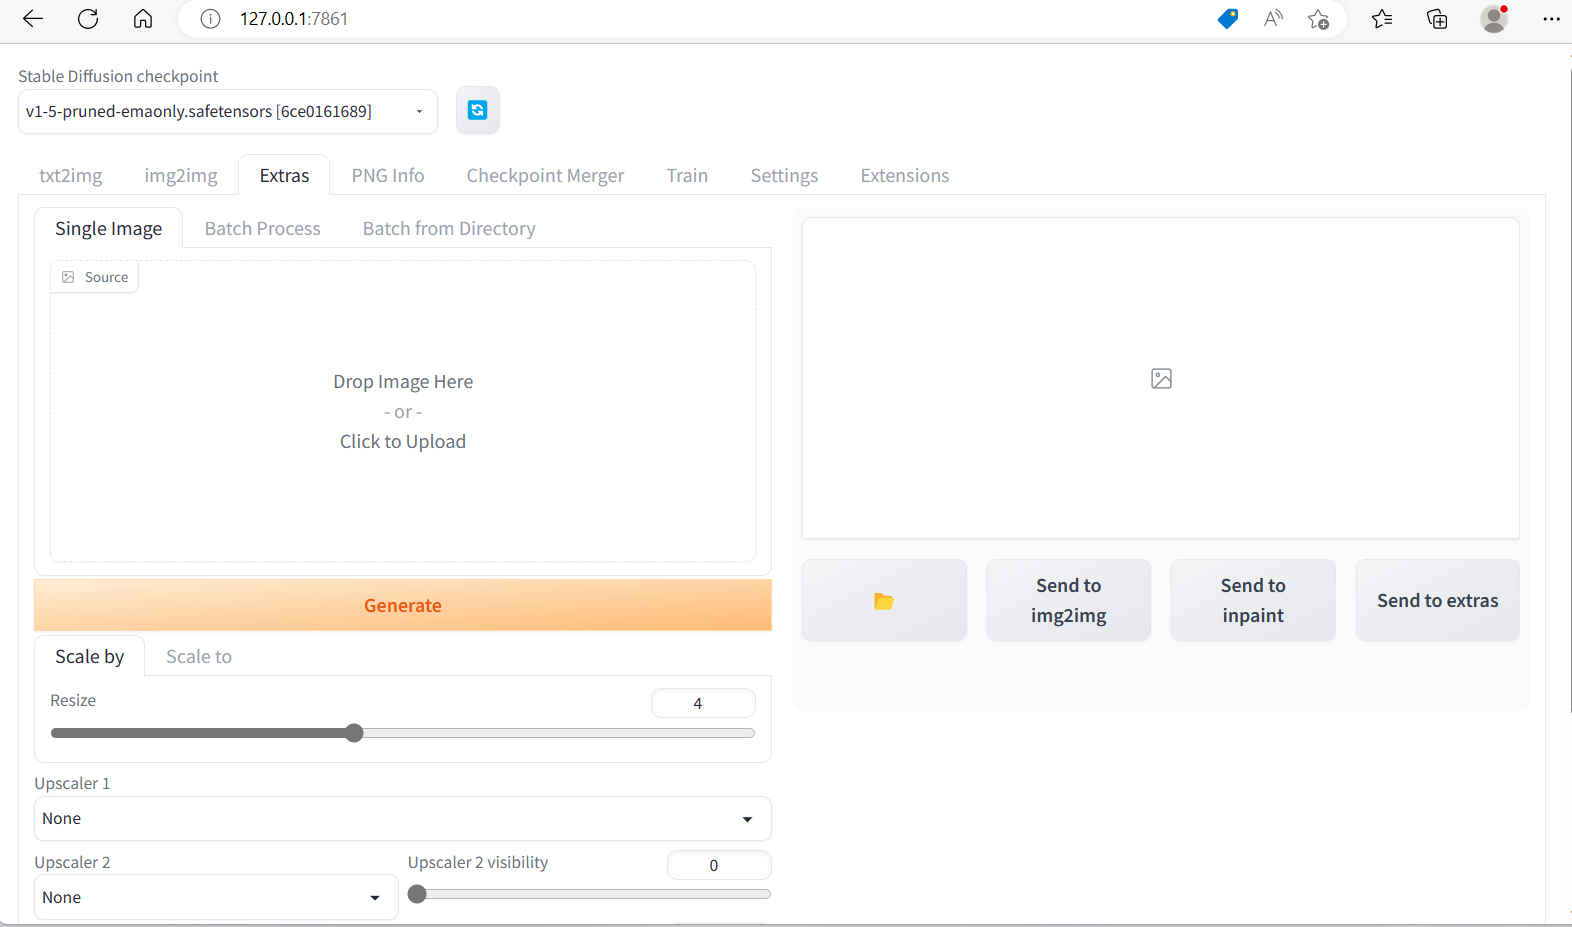 127.0.0.1:7861
Stable Diffusion checkpoint
v1-5-pruned-emaonly.safetensors [6ce0161689]
txt2img img2img Extras PNG Info Checkpoint Merger Train Settings Extensions
Single Image Batch Process Batch from Directory
Source
Drop Image Here
- or -
Click to Upload
Generate
Send to
img2img
Send to
inpaint
Send to extras
Scale by Scale to
Resize 4
Upscaler 1
None
Upscaler 2
None
Upscaler 2 visibility 0